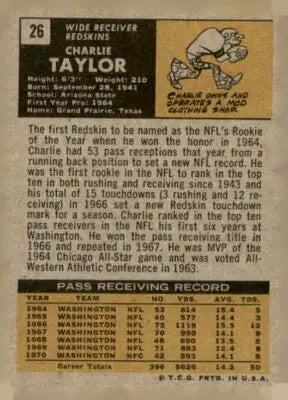 26
WIDE RECEIVER
REDSKINS
CHARLIE
TAYLOR
Height: 6'3" Weight: 210
Born: September 28, 1941
School: Arizona State
First Year Pro: 1964
Home: Grand Prairie, Texas
CHARLIE OWNS AND
OPERATES A MOD
CLOTHING SHOP.
The first Redskin to be named as the NFL's Rookie
of the Year when he won the honor in 1964,
Charlie had 53 pass receptions that year, from a
running back position to set a new NFL record. He
was the first rookie in the NFL to rank in the top
ten in both rushing and receiving since 1943 and
his total of 15 touchdowns (3 rushing and 12 re-
ceiving) in 1966 set a new Redskin touchdown
mark for a season. Charlie ranked in the top ten
pass receivers in the NFL his first six years at
Washington. He won the pass receiving title in
1966 and repeated in 1967. He was MVP of the
1964 Chicago All-Star game and was voted All-
Western Athletic Conference in 1963.
PASS RECEIVING RECORD
YEAR TEAM LEA. NO. YDS. AVG. TDS
1964 WASHINGTON NFL 53 814 15.4 5
1965 WASHINGTON NFL 40 577 14.4 3
1966 WASHINGTON NFL 72 1119 15.5 12
1967 WASHINGTON NFL 70 990 14.1 9
1968 WASHINGTON NFL 48 650 13.5 5
1969 WASHINGTON NFL 71 883 12.4 8
1970 WASHINGTON NFC 42 593 14.1 8
Career Totals 396 5626 14.2 50
© T.C.G. PRTD. IN U.S.A.